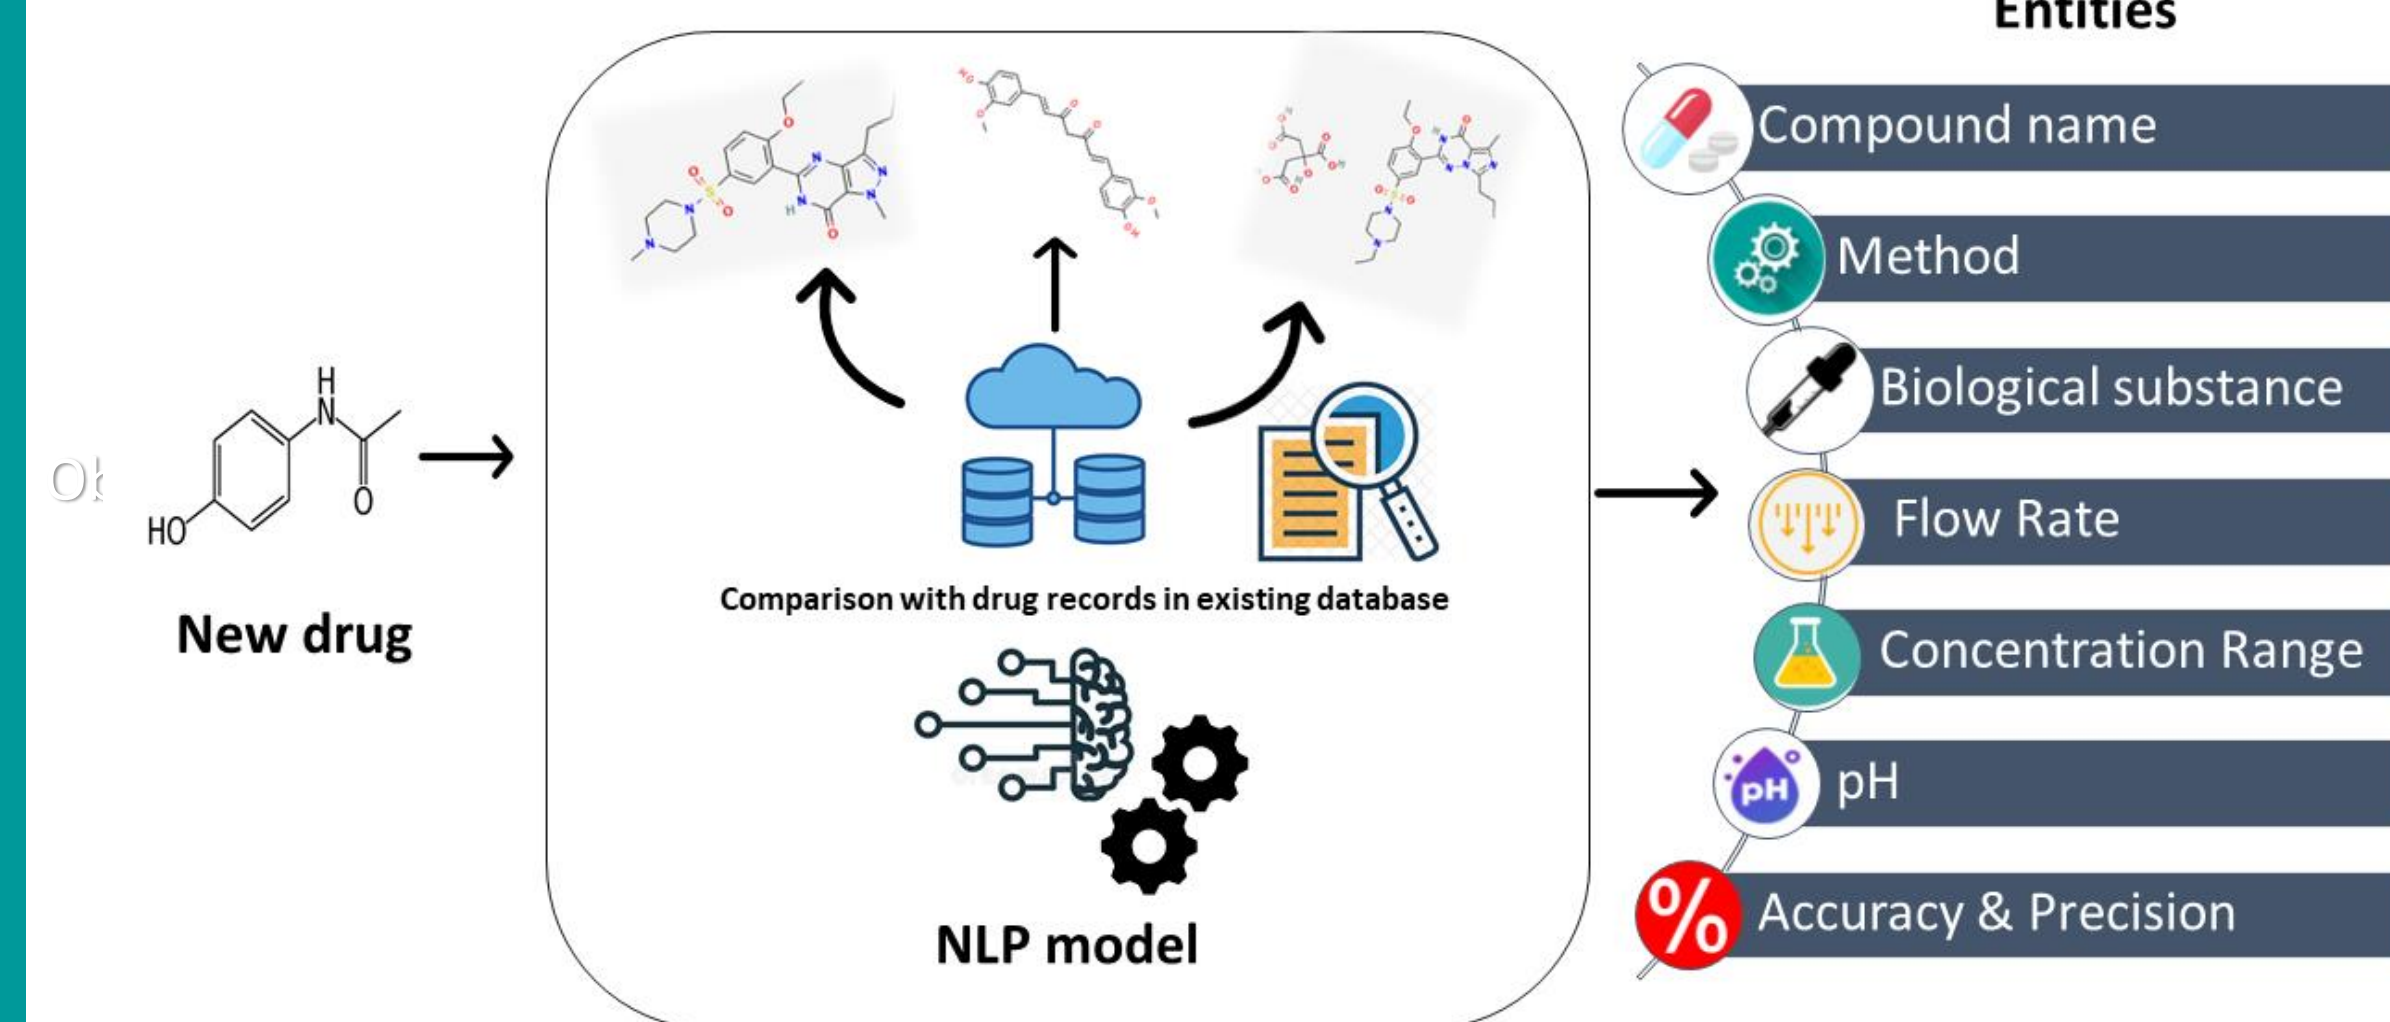 Entities
Compound name
Method
Biological substance
Flow Rate
Concentration Range
pH
pH
%
Accuracy & Precision
H
N
O
HO
New drug
Comparison with drug records in existing database
NLP model